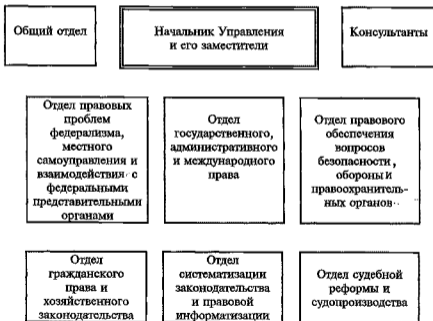 Общий отдел
Начальник Управления
и его заместители
Консультанты
Отдел правовых
проблем
федерализма,
местного
самоуправления и
взаимодействия с
федеральными
представительными
органами
Отдел
государственного,
административного
и международного
права
Отдел правового
обеспечения
вопросов
безопасности,
обороны и
правоохранитель-
ных органов
Отдел
гражданского
права и
хозяйственного
законодательства
Отдел
систематизации
законодательства
и правовой
информатизации
Отдел судебной
реформы и
судопроизводства